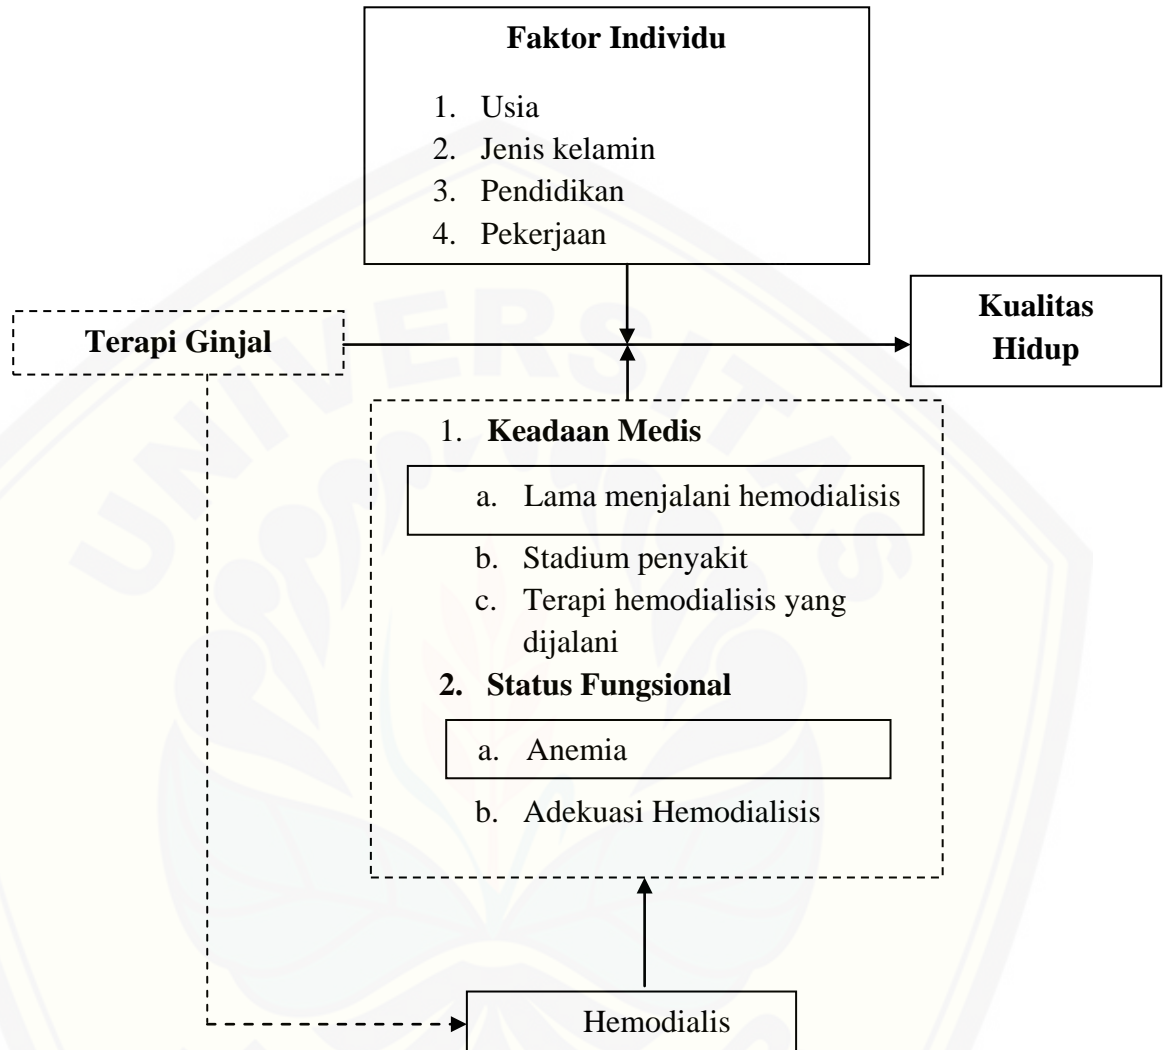 Faktor Individu
1. Usia
2. Jenis kelamin
3. Pendidikan
4. Pekerjaan
Kualitas
Hidup
Terapi Ginjal
1. Keadaan Medis
a. Lama menjalani hemodialisis
b. Stadium penyakit
c. Terapi hemodialisis yang
dijalani
2. Status Fungsional
a. Anemia
b. Adekuasi Hemodialisis
Hemodialis
UNIVERSITAS